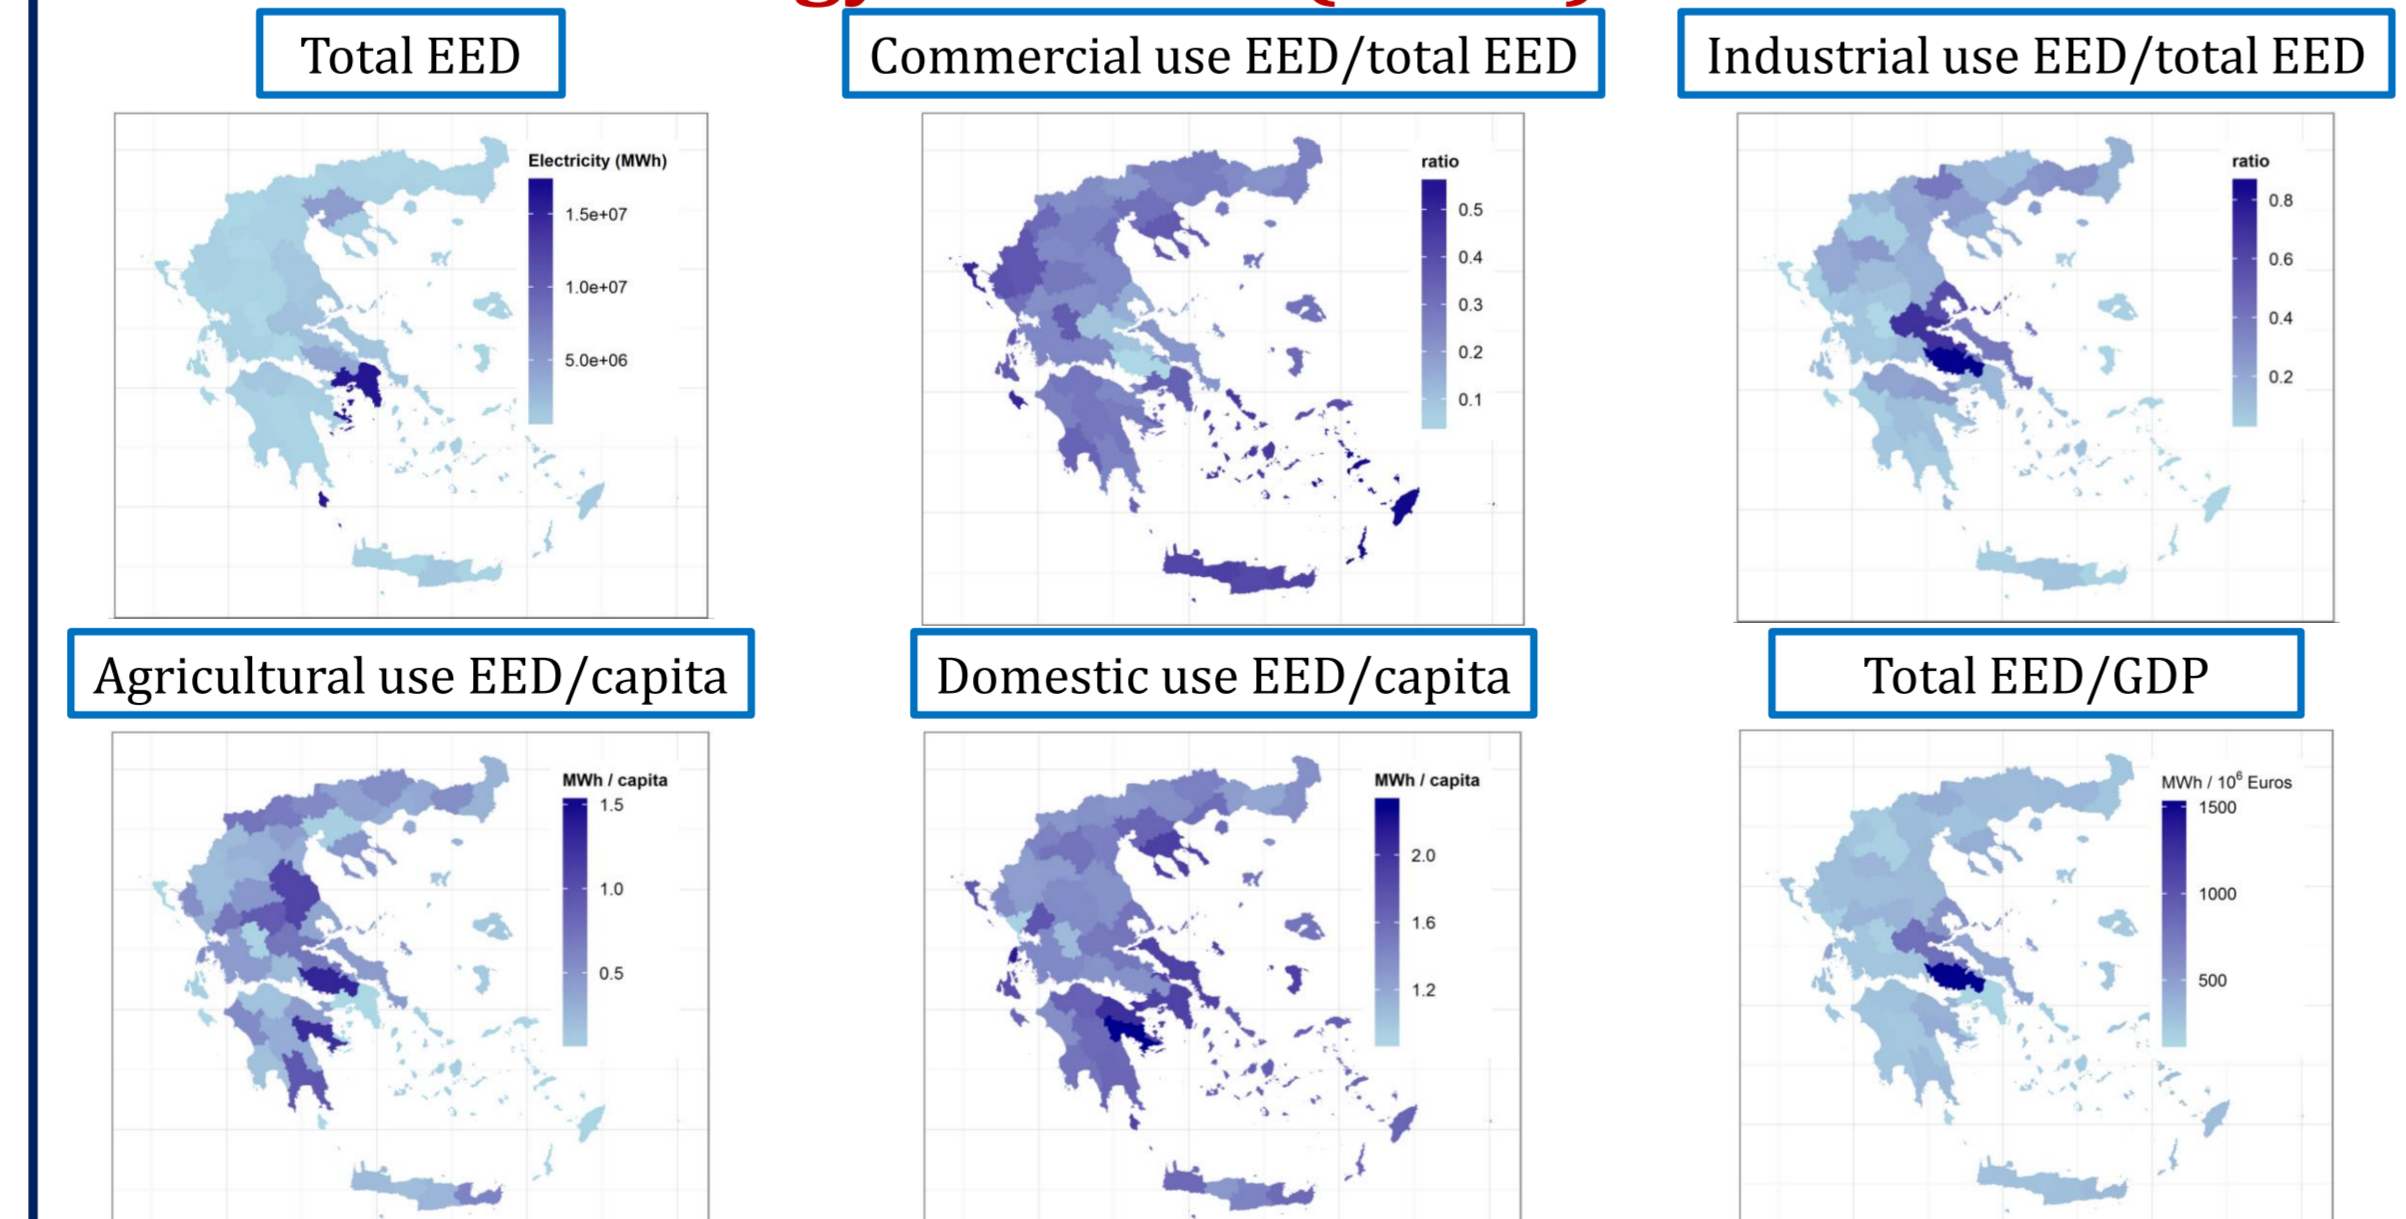 Total EED
Commercial use EED/total EED
Industrial use EED/total EED
Electricity (MWh)
1.5e+07
1.0e+07
5.0e+06
ratio
0.5
0.4
0.3
0.2
0.1
ratio
0.8
0.6
0.4
0.2
Agricultural use EED/capita
Domestic use EED/capita
Total EED/GDP
MWh / capita
1.5
1.0
0.5
MWh / capita
2.0
1.6
1.2
MWh / 10⁶ Euros
1500
1000
500